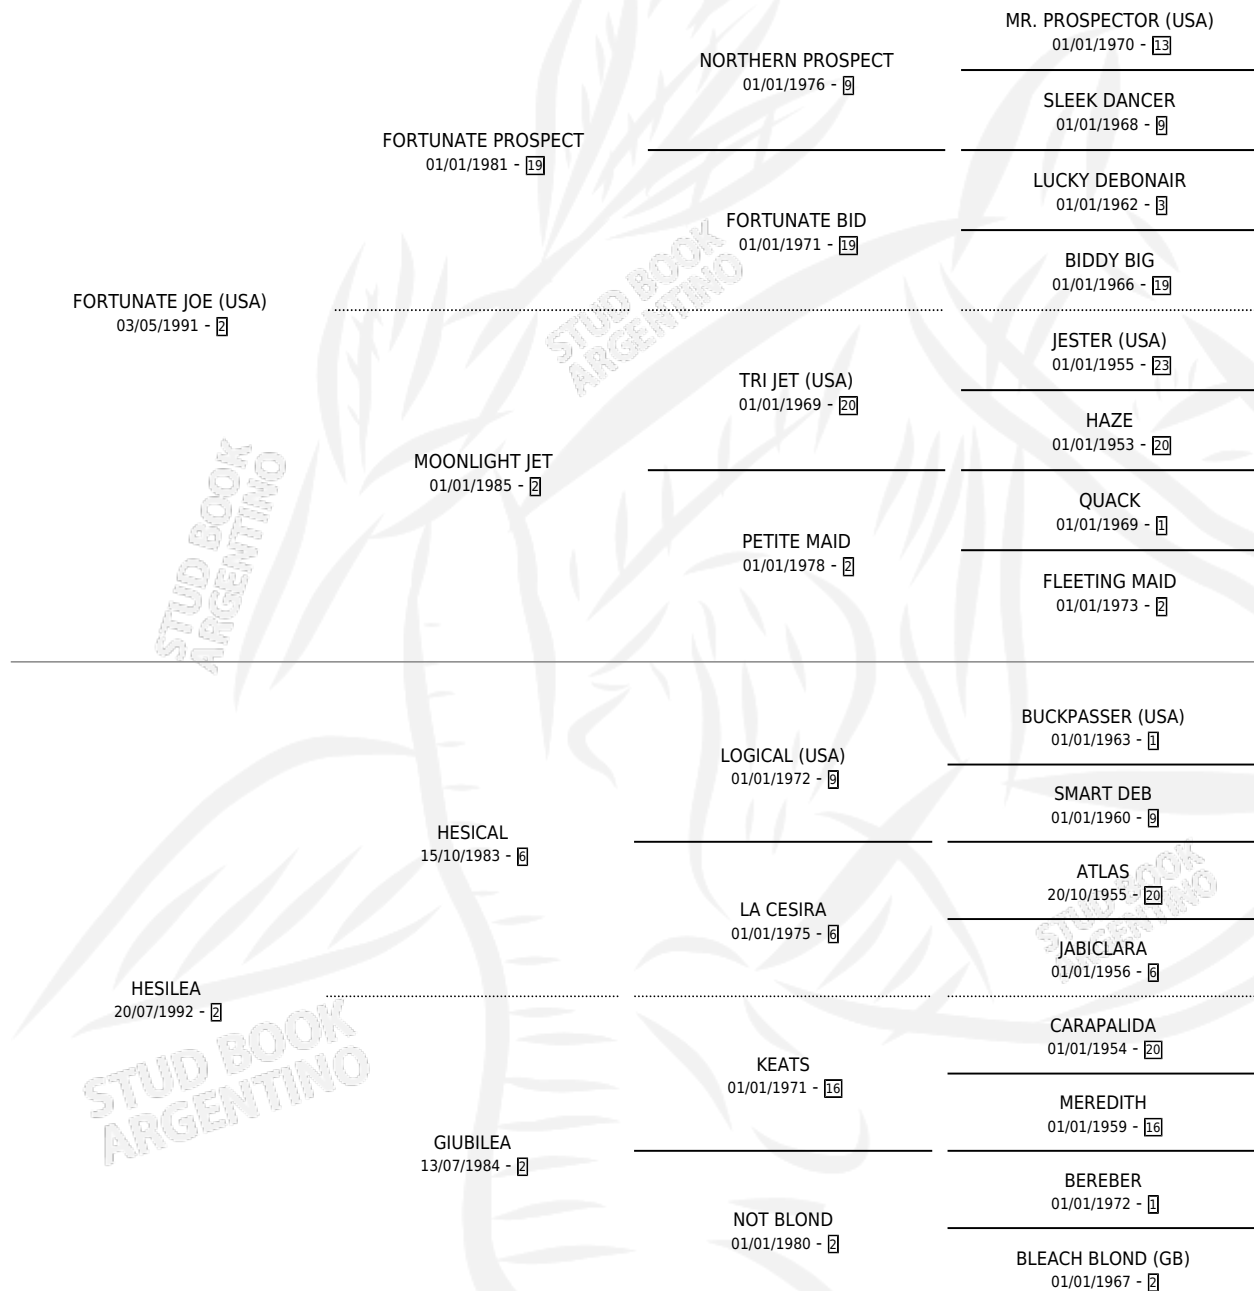 MR. PROSPECTOR (USA)
01/01/1970 - 13
NORTHERN PROSPECT
01/01/1976 - 9
SLEEK DANCER
01/01/1968 - 9
FORTUNATE PROSPECT
01/01/1981 - 19
LUCKY DEBONAIR
01/01/1962 - 3
FORTUNATE BID
01/01/1971 - 19
BIDDY BIG
01/01/1966 - 19
FORTUNATE JOE (USA)
03/05/1991 - 2
JESTER (USA)
01/01/1955 - 23
TRI JET (USA)
01/01/1969 - 20
HAZE
01/01/1953 - 20
MOONLIGHT JET
01/01/1985 - 2
QUACK
01/01/1969 - 1
PETITE MAID
01/01/1978 - 2
FLEETING MAID
01/01/1973 - 2
BUCKPASSER (USA)
01/01/1963 - 1
LOGICAL (USA)
01/01/1972 - 9
SMART DEB
01/01/1960 - 9
HESICAL
15/10/1983 - 6
ATLAS
20/10/1955 - 20
LA CESIRA
01/01/1975 - 6
JABICLARA
01/01/1956 - 6
HESILEA
20/07/1992 - 2
CARAPALIDA
01/01/1954 - 20
KEATS
01/01/1971 - 16
MEREDITH
01/01/1959 - 16
GIUBILEA
13/07/1984 - 2
BEREBER
01/01/1972 - 1
NOT BLOND
01/01/1980 - 2
BLEACH BLOND (GB)
01/01/1967 - 2
STUD BOOK
ARGENTINO
STUD BOOK
ARGENTINO
STUD BOOK
ARGENTINO
STUD BOOK
ARGENTINO